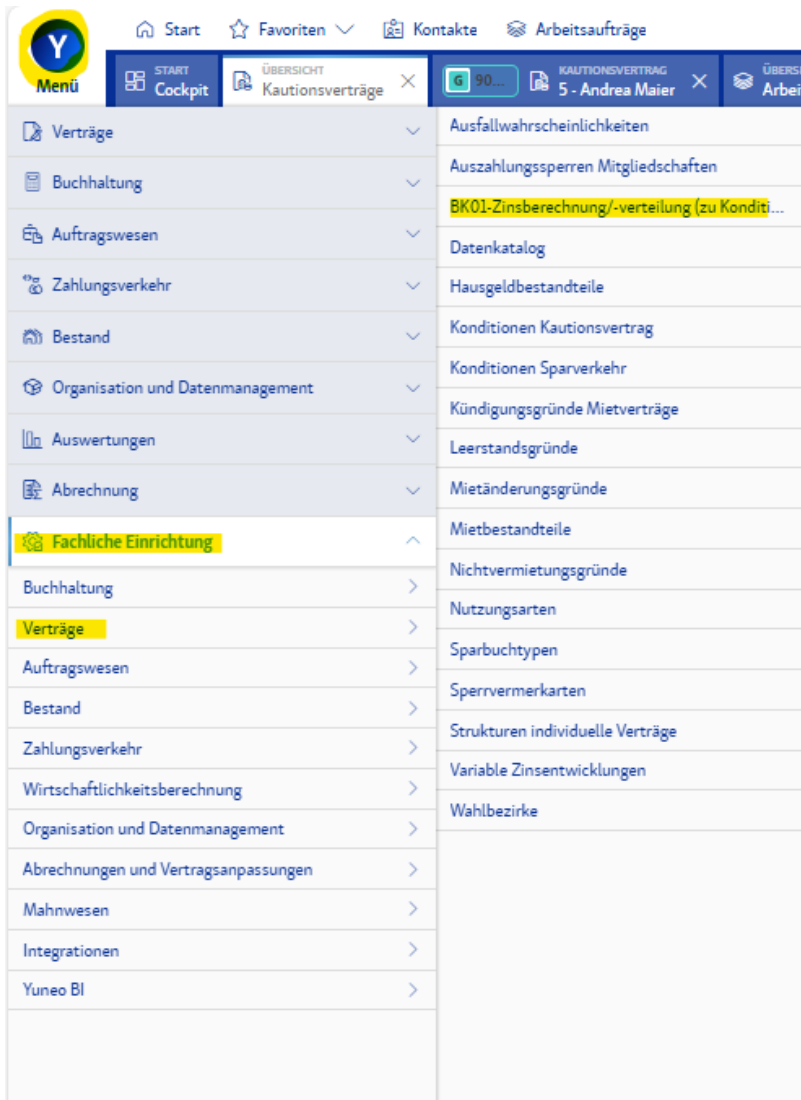 Y
Menü
Start
Favoriten
Kontakte
Arbeitsaufträge
START
Cockpit
ÜBERSICHT
Kautionsverträge
G 90...
KAUTIONSVERTRAG
5 - Andrea Maier
Verträge
Buchhaltung
Auftragswesen
Zahlungsverkehr
Bestand
Organisation und Datenmanagement
Auswertungen
Abrechnung
Fachliche Einrichtung
Buchhaltung
Verträge
Auftragswesen
Bestand
Zahlungsverkehr
Wirtschaftlichkeitsberechnung
Organisation und Datenmanagement
Abrechnungen und Vertragsanpassungen
Mahnwesen
Integrationen
Yuneo BI
Ausfallwahrscheinlichkeiten
Auszahlungssperren Mitgliedschaften
BK01-Zinsberechnung/-verteilung (zu Konditi...
Datenkatalog
Hausgeldbestandteile
Konditionen Kautionsvertrag
Konditionen Sparverkehr
Kündigungsgründe Mietverträge
Leerstandsgründe
Mietänderungsgründe
Mietbestandteile
Nichtvermietungsgründe
Nutzungsarten
Sparbuchtypen
Sperrvermerkarten
Strukturen individuelle Verträge
Variable Zinsentwicklungen
Wahlbezirke